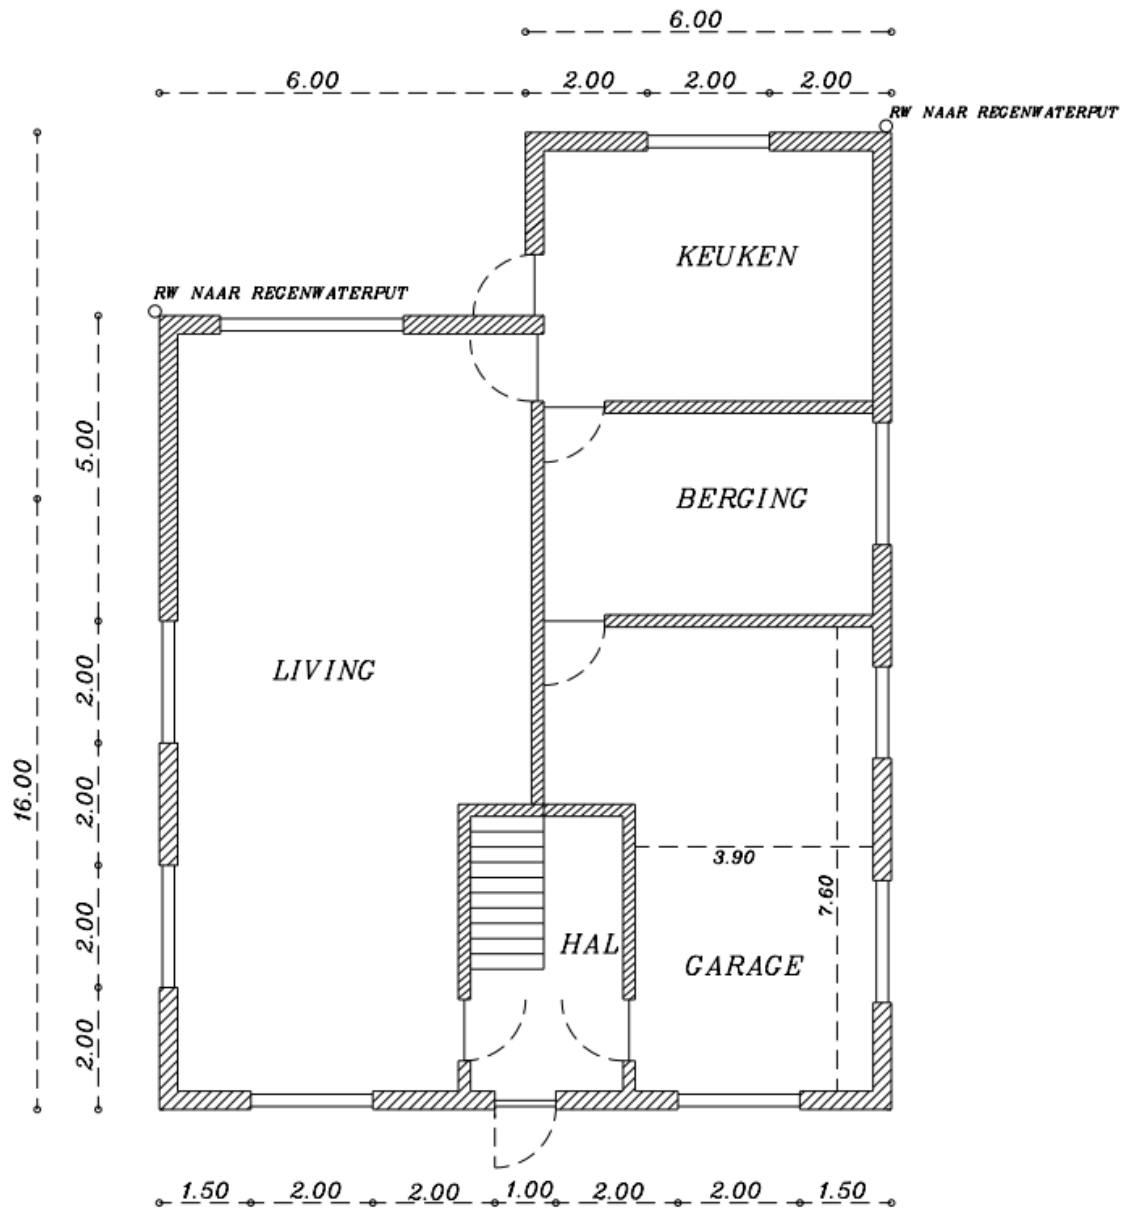 6.00
6.00 2.00 2.00 2.00
RW NAAR REGENWATERPUT
KEUKEN
RW NAAR REGENWATERPUT
5.00
BERGING
LIVING
2.00
16.00
2.00
3.90
7.60
2.00
HAL
GARAGE
2.00
1.50 2.00 2.00 1.00 2.00 2.00 1.50